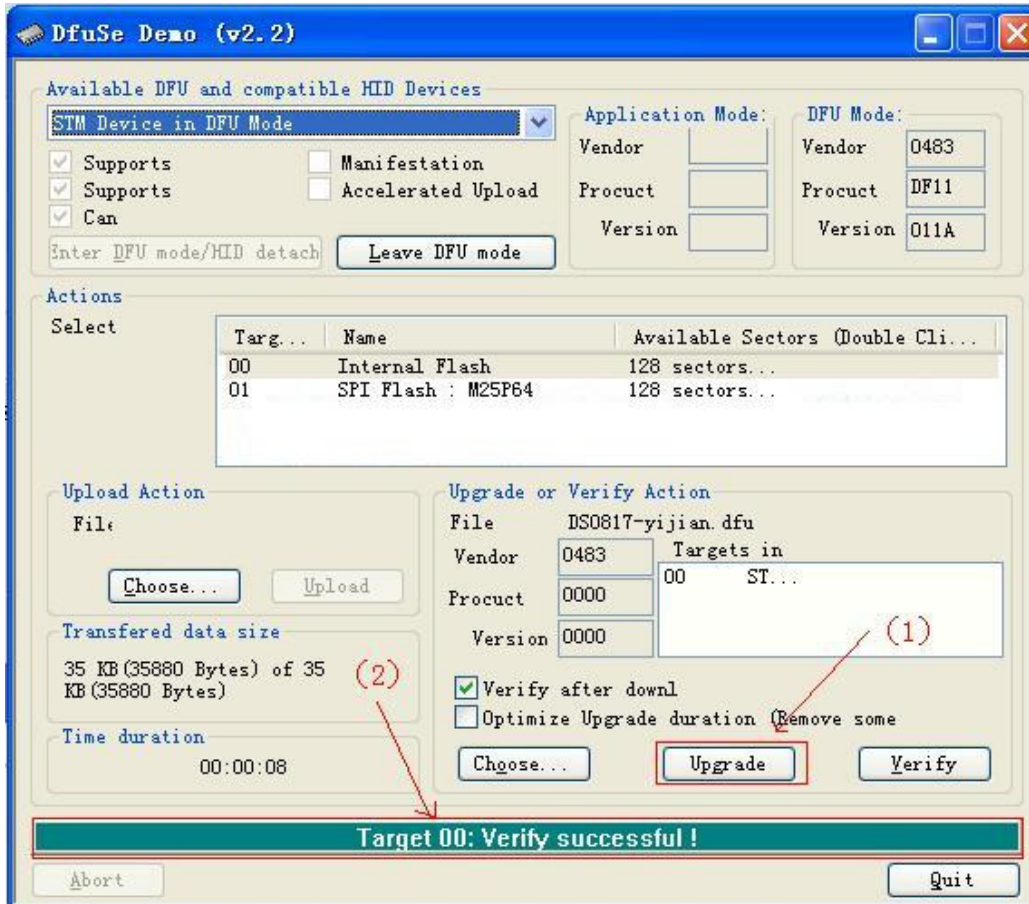 DfuSe Demo (v2.2)
Available DFU and compatible HID Devices
STM Device in DFU Mode
Supports
Manifestation
Supports
Accelerated Upload
Can
Enter DFU mode/HID detach
Leave DFU mode
Application Mode:
Vendor
Procuct
Version
DFU Mode:
Vendor 0483
Procuct DF11
Version 011A
Actions
Select
Targ... Name Available Sectors (Double Cli...
00 Internal Flash 128 sectors...
01 SPI Flash : M25P64 128 sectors...
Upload Action
File
Choose... Upload
Transfered data size
35 KB(35880 Bytes) of 35
KB(35880 Bytes)
(2)
Time duration
00:00:08
Upgrade or Verify Action
File DS0817-yijian.dfu
Vendor 0483
Procuct 0000
Version 0000
Targets in
00 ST...
(1)
Verify after downl
Optimize Upgrade duration (Remove some
Choose... Upgrade Verify
Target 00: Verify successful !
Abort Quit